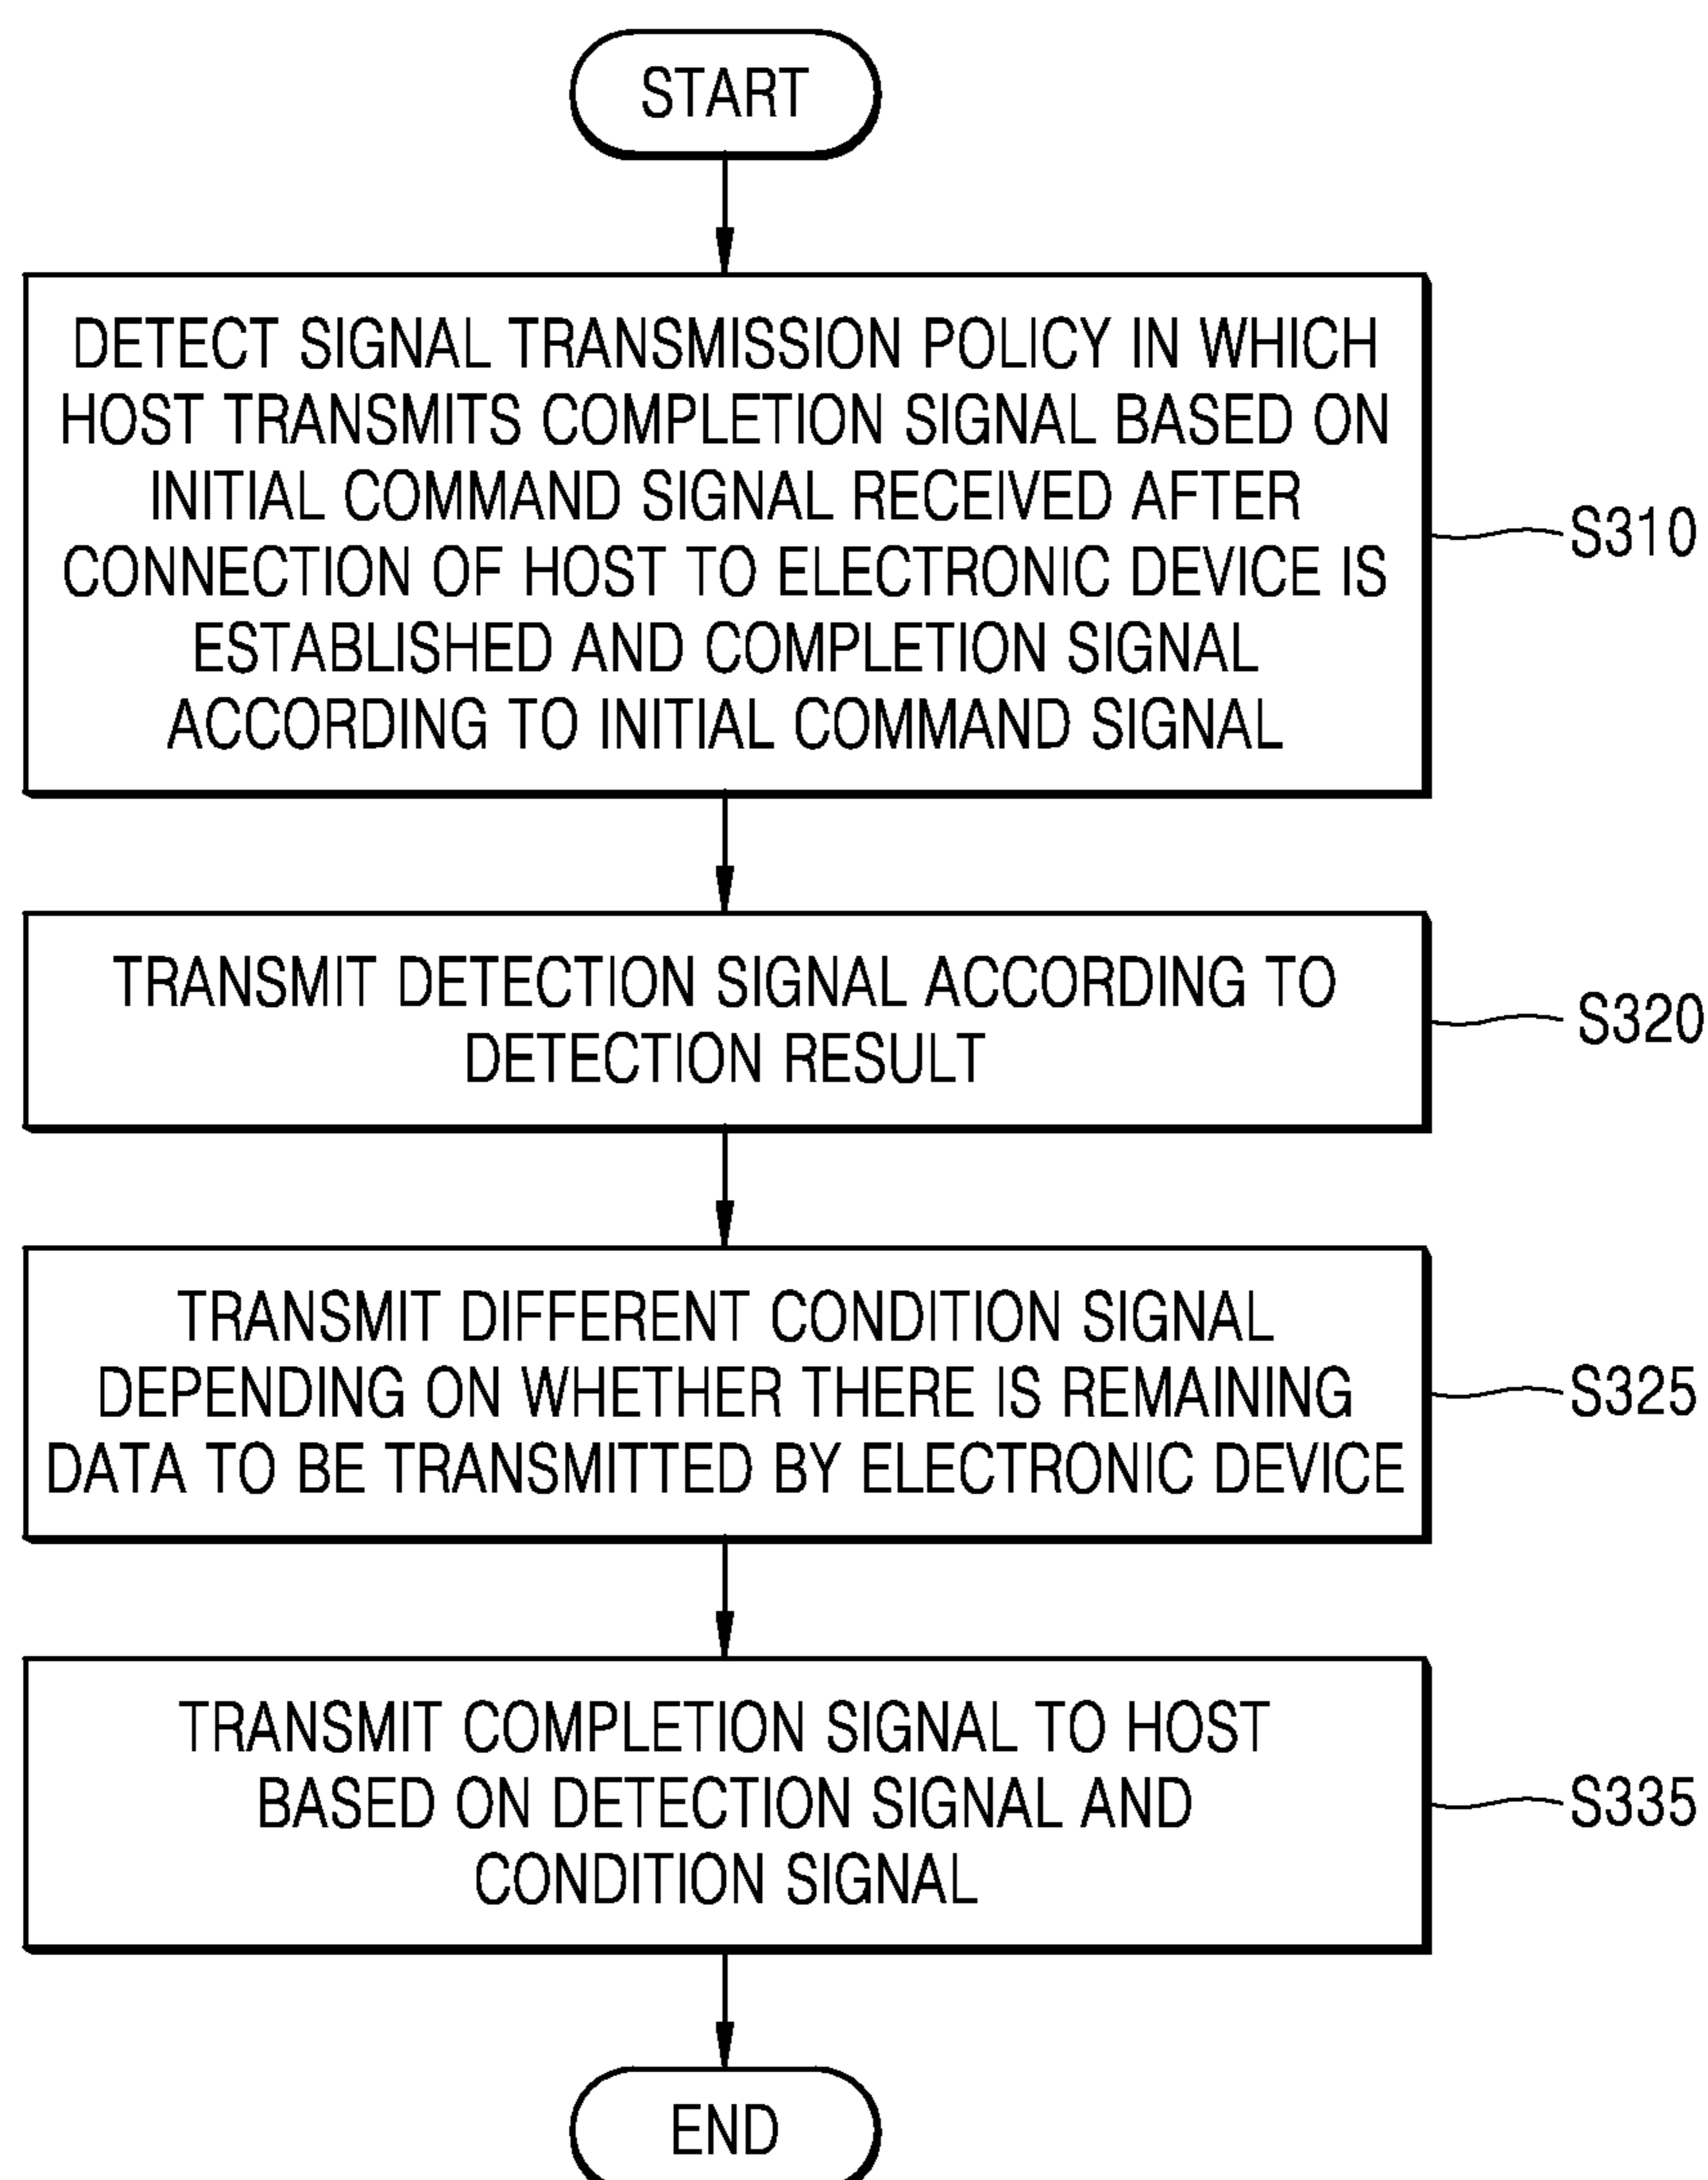 START
DETECT SIGNAL TRANSMISSION POLICY IN WHICH
HOST TRANSMITS COMPLETION SIGNAL BASED ON
INITIAL COMMAND SIGNAL RECEIVED AFTER
CONNECTION OF HOST TO ELECTRONIC DEVICE IS
ESTABLISHED AND COMPLETION SIGNAL
ACCORDING TO INITIAL COMMAND SIGNAL
S310
TRANSMIT DETECTION SIGNAL ACCORDING TO
DETECTION RESULT
S320
TRANSMIT DIFFERENT CONDITION SIGNAL
DEPENDING ON WHETHER THERE IS REMAINING
DATA TO BE TRANSMITTED BY ELECTRONIC DEVICE
S325
TRANSMIT COMPLETION SIGNAL TO HOST
BASED ON DETECTION SIGNAL AND
CONDITION SIGNAL
S335
END